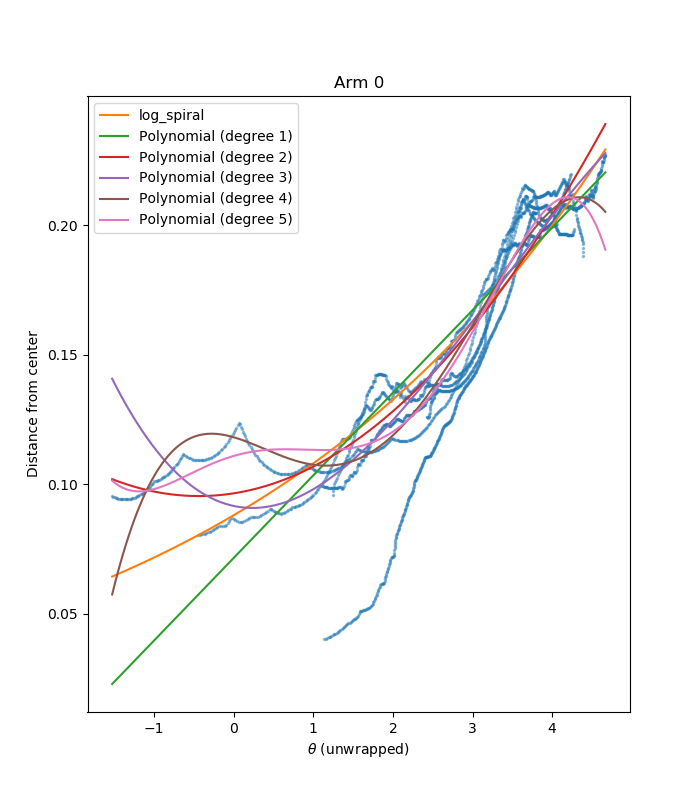 Arm 0
log_spiral
Polynomial (degree 1)
Polynomial (degree 2)
Polynomial (degree 3)
Polynomial (degree 4)
Polynomial (degree 5)
0.20
0.15
0.10
0.05
Distance from center
−1
0
1
2
3
4
θ (unwrapped)